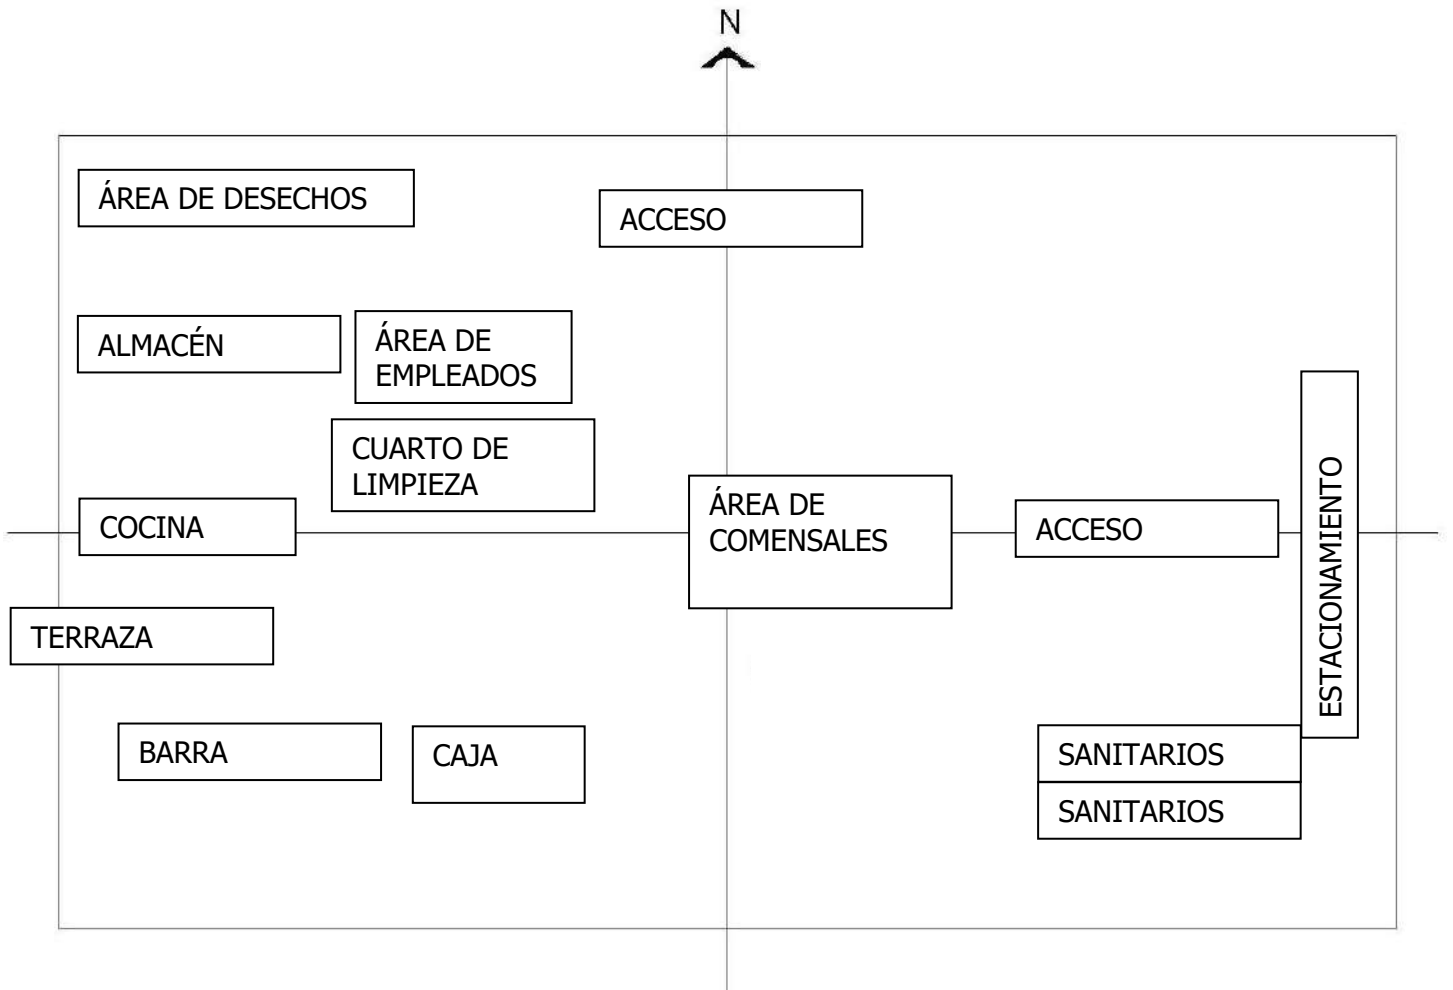 N
ÁREA DE DESECHOS
ACCESO
ALMACÉN
ÁREA DE
EMPLEADOS
CUARTO DE
LIMPIEZA
COCINA
ÁREA DE
COMENSALES
ACCESO
ESTACIONAMIENTO
TERRAZA
BARRA
CAJA
SANITARIOS
SANITARIOS